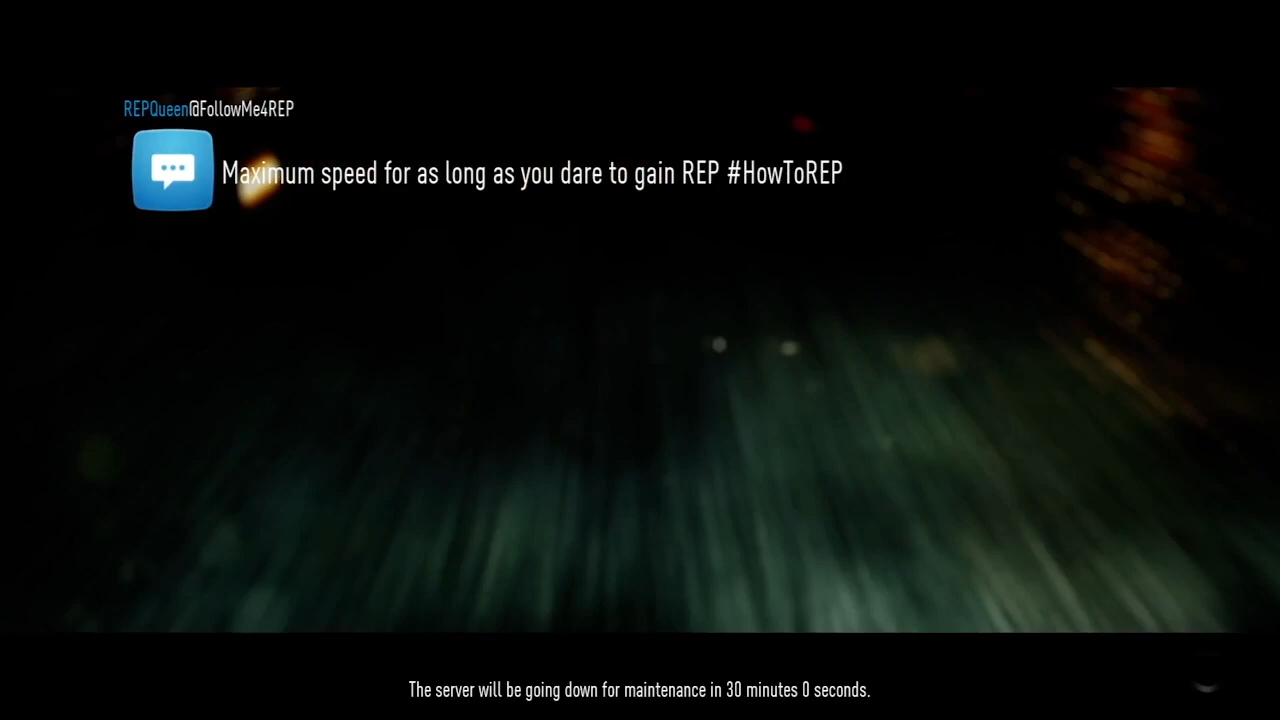 REPQueen@FollowMe4REP
Maximum speed for as long as you dare to gain REP #HowToREP
The server will be going down for maintenance in 30 minutes 0 seconds.